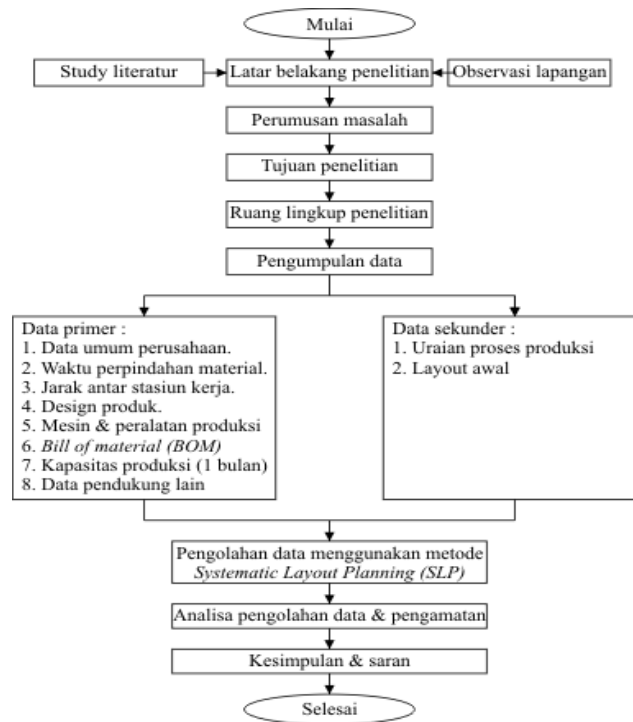 Mulai
Study literatur
Latar belakang penelitian
Observasi lapangan
Perumusan masalah
Tujuan penelitian
Ruang lingkup penelitian
Pengumpulan data
Data primer :
1. Data umum perusahaan.
2. Waktu perpindahan material.
3. Jarak antar stasiun kerja.
4. Design produk.
5. Mesin & peralatan produksi
6. Bill of material (BOM)
7. Kapasitas produksi (1 bulan)
8. Data pendukung lain
Data sekunder :
1. Uraian proses produksi
2. Layout awal
Pengolahan data menggunakan metode
Systematic Layout Planning (SLP)
Analisa pengolahan data & pengamatan
Kesimpulan & saran
Selesai